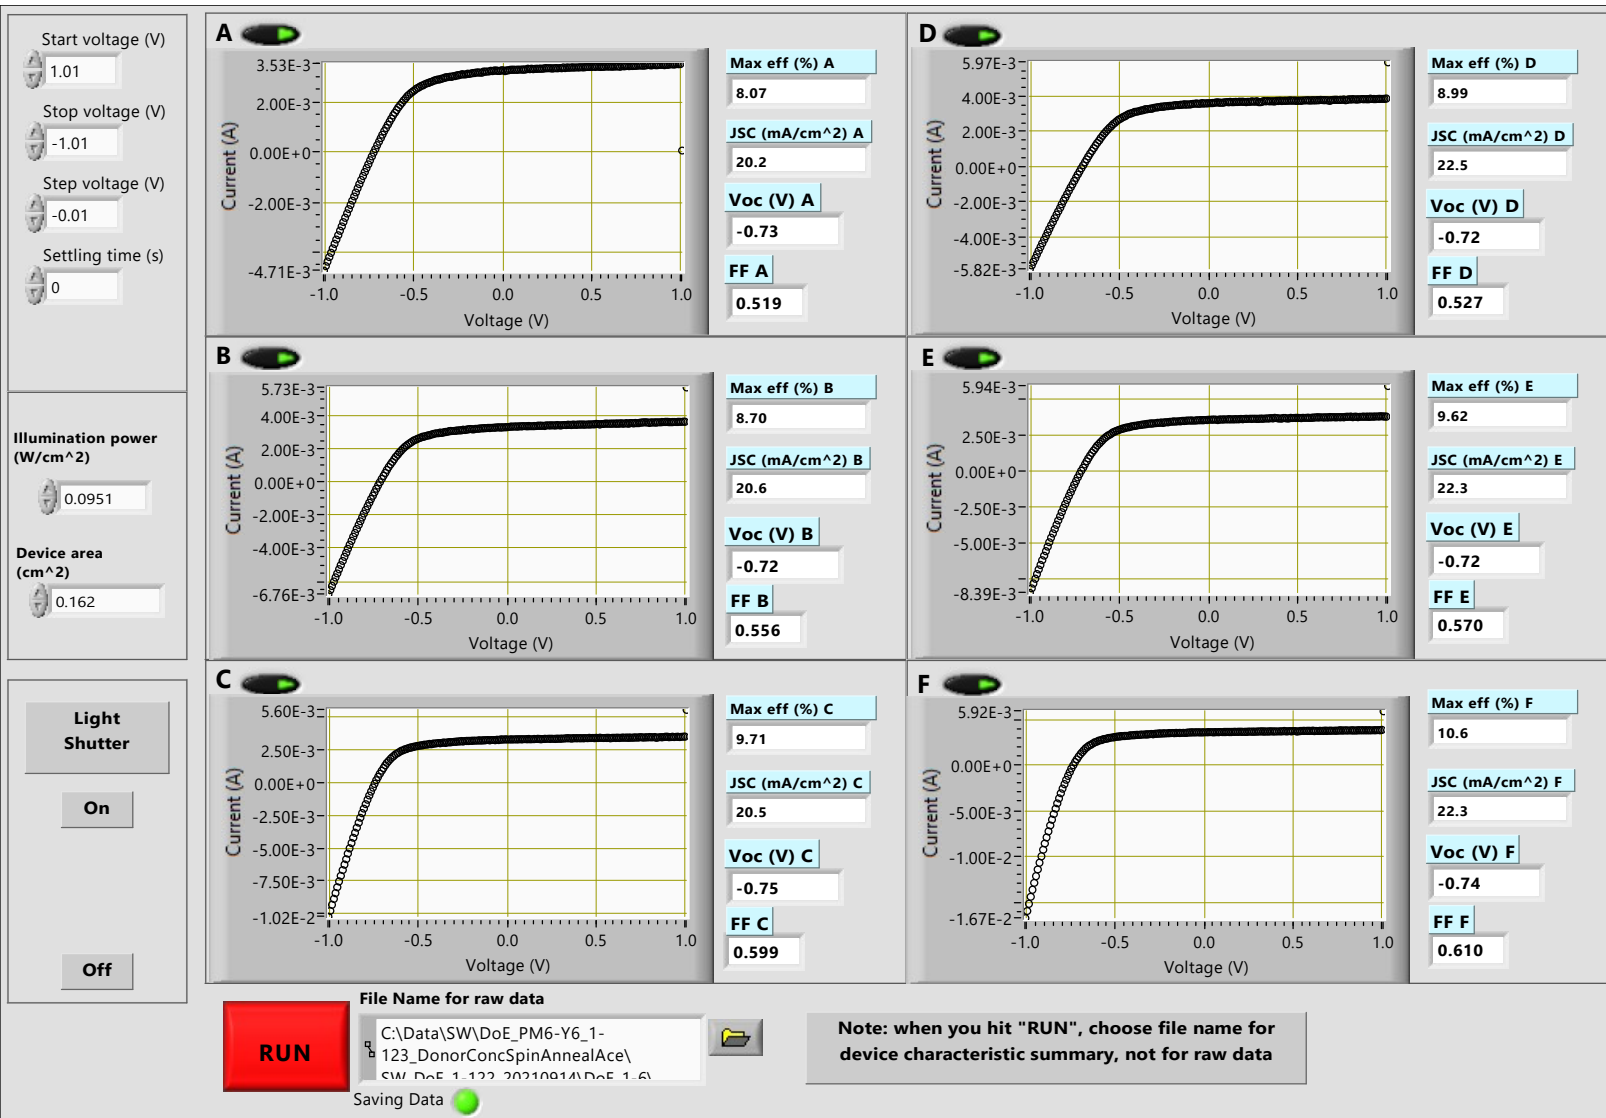 Start voltage (V)
1.01
Stop voltage (V)
-1.01
Step voltage (V)
-0.01
Settling time (s)
0
Illumination power
(W/cm^2)
0.0951
Device area
(cm^2)
0.162
Light
Shutter
On
Off
A
3.53E-3
2.00E-3
0.00E+0
-2.00E-3
-4.71E-3
Current (A)
-1.0 -0.5 0.0 0.5 1.0
Voltage (V)
Max eff (%) A
8.07
JSC (mA/cm^2) A
20.2
Voc (V) A
-0.73
FF A
0.519
B
5.73E-3
4.00E-3
2.00E-3
0.00E+0
-2.00E-3
-4.00E-3
-6.76E-3
Current (A)
-1.0 -0.5 0.0 0.5 1.0
Voltage (V)
Max eff (%) B
8.70
JSC (mA/cm^2) B
20.6
Voc (V) B
-0.72
FF B
0.556
C
5.60E-3
2.50E-3
0.00E+0
-2.50E-3
-5.00E-3
-7.50E-3
-1.02E-2
Current (A)
-1.0 -0.5 0.0 0.5 1.0
Voltage (V)
Max eff (%) C
9.71
JSC (mA/cm^2) C
20.5
Voc (V) C
-0.75
FF C
0.599
D
5.97E-3
4.00E-3
2.00E-3
0.00E+0
-2.00E-3
-4.00E-3
-5.82E-3
Current (A)
-1.0 -0.5 0.0 0.5 1.0
Voltage (V)
Max eff (%) D
8.99
JSC (mA/cm^2) D
22.5
Voc (V) D
-0.72
FF D
0.527
E
5.94E-3
2.50E-3
0.00E+0
-2.50E-3
-5.00E-3
-8.39E-3
Current (A)
-1.0 -0.5 0.0 0.5 1.0
Voltage (V)
Max eff (%) E
9.62
JSC (mA/cm^2) E
22.3
Voc (V) E
-0.72
FF E
0.570
F
5.92E-3
0.00E+0
-5.00E-3
-1.00E-2
-1.67E-2
Current (A)
-1.0 -0.5 0.0 0.5 1.0
Voltage (V)
Max eff (%) F
10.6
JSC (mA/cm^2) F
22.3
Voc (V) F
-0.74
FF F
0.610
RUN
File Name for raw data
C:\Data\SW\DoE_PM6-Y6_1-
123_DonorConcSpinAnnealAce\
SW_DoE_1-122_20210914\DoE_1-6\
Saving Data
Note: when you hit "RUN", choose file name for
device characteristic summary, not for raw data